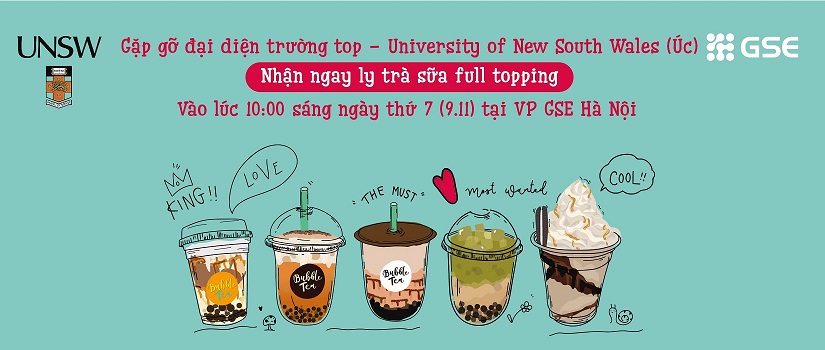 UNSW
Gặp gỡ đại diện trường top - University of New South Wales (Úc)
GSE
Nhận ngay ly trà sữa full topping
Vào lúc 10:00 sáng ngày thứ 7 (9.11) tại VP GSE Hà Nội
KING!!
LOVE
"THE MUST"
most wanted
COOL!!
Bubble
Tea
Bubble
Tea
Bubble
Tea